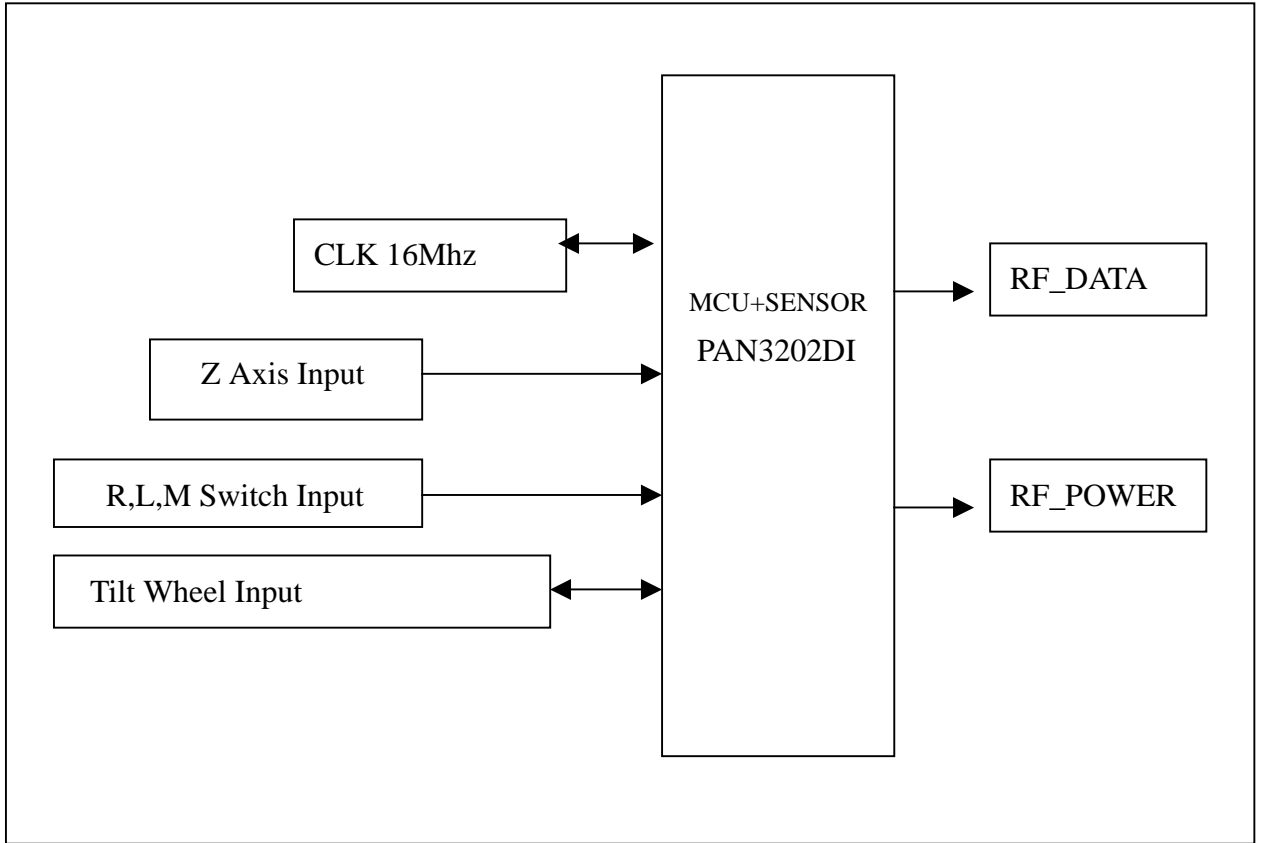 CLK 16Mhz
Z Axis Input
R,L,M Switch Input
Tilt Wheel Input
MCU+SENSOR
PAN3202DI
RF_DATA
RF_POWER